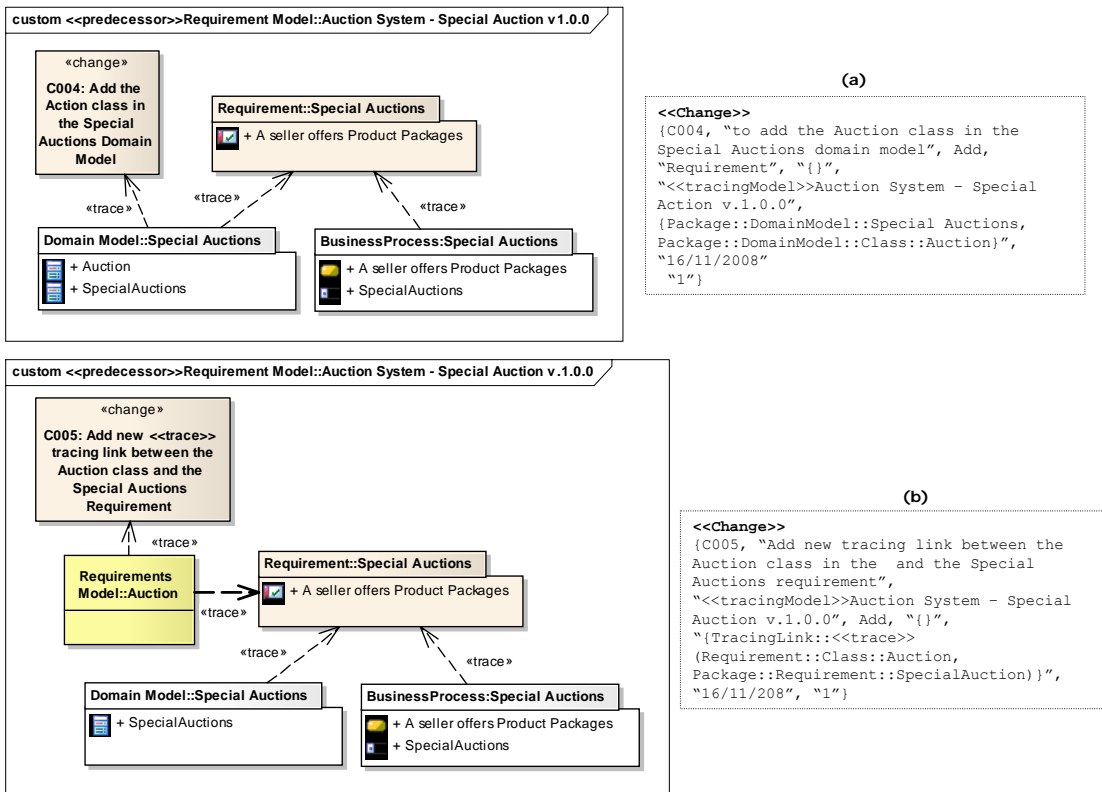 custom <<predecessor>>Requirement Model::Auction System - Special Auction v1.0.0
«change»
C004: Add the
Action class in
the Special
Auctions Domain
Model
Requirement::Special Auctions
+ A seller offers Product Packages
«trace»
«trace»
«trace»
Domain Model::Special Auctions
+ Auction
+ SpecialAuctions
BusinessProcess:Special Auctions
+ A seller offers Product Packages
+ SpecialAuctions
(a)
<<Change>>
{C004, “to add the Auction class in the
Special Auctions domain model”, Add,
“Requirement”, “{}”,
“<<tracingModel>>Auction System – Special
Action v.1.0.0”,
{Package::DomainModel::Special Auctions,
Package::DomainModel::Class::Auction}”,
“16/11/2008”
“1”}
custom <<predecessor>>Requirement Model::Auction System - Special Auction v.1.0.0
«change»
C005: Add new <<trace>>
tracing link between the
Auction class and the
Special Auctions
Requirement
«trace»
Requirements
Model::Auction
«trace»
Requirement::Special Auctions
+ A seller offers Product Packages
«trace»
«trace»
Domain Model::Special Auctions
+ SpecialAuctions
BusinessProcess:Special Auctions
+ A seller offers Product Packages
+ SpecialAuctions
(b)
<<Change>>
{C005, “Add new tracing link between the
Auction class in the  and the Special
Auctions requirement”,
“<<tracingModel>>Auction System – Special
Auction v.1.0.0”, Add, “{}”,
“{TracingLink::<<trace>>
(Requirement::Class::Auction,
Package::Requirement::SpecialAuction)}”,
“16/11/208”, “1”}